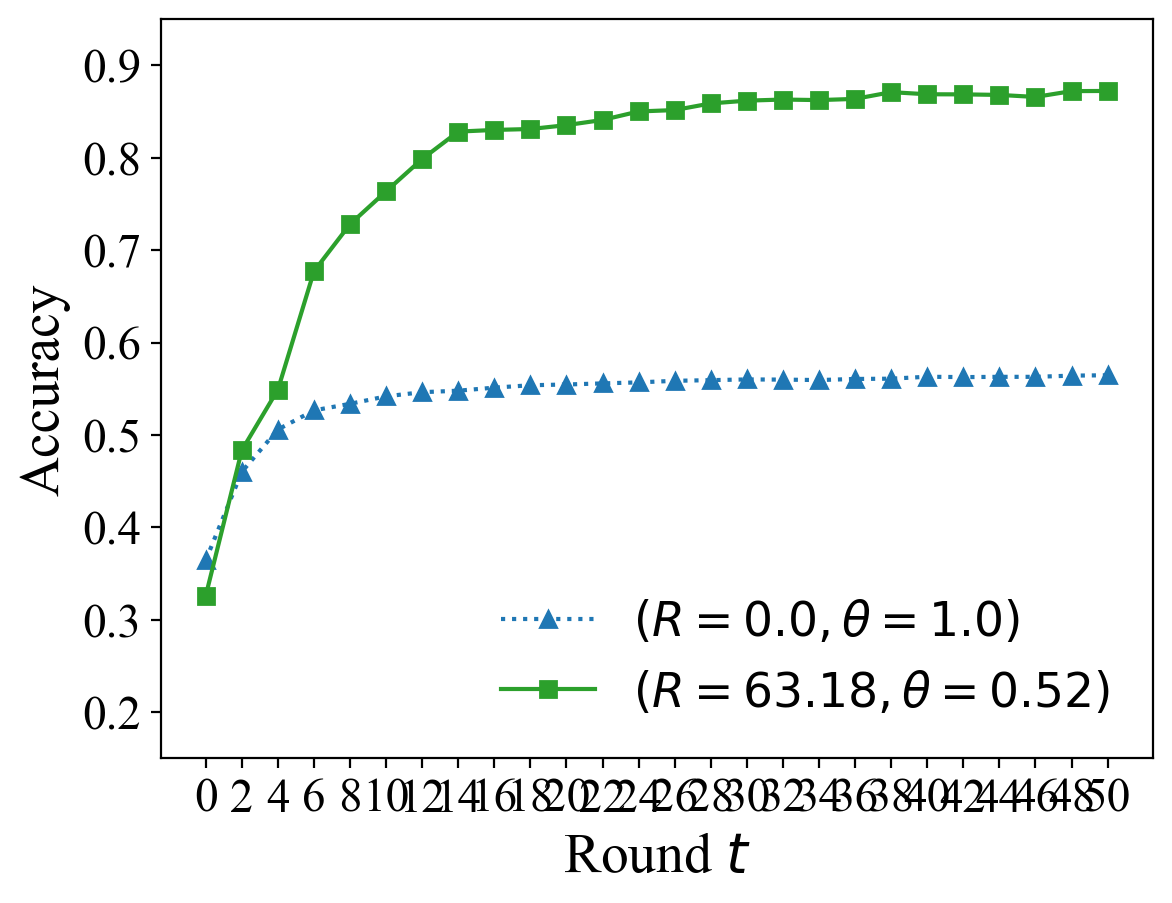 0.9
0.8
0.7
0.6
0.5
0.4
0.3
0.2
Accuracy
(R = 0.0, θ = 1.0)
(R = 63.18, θ = 0.52)
0 2 4 6 8 10 12 14 16 18 20 22 24 26 28 30 32 34 36 38 40 42 44 46 48 50
Round t